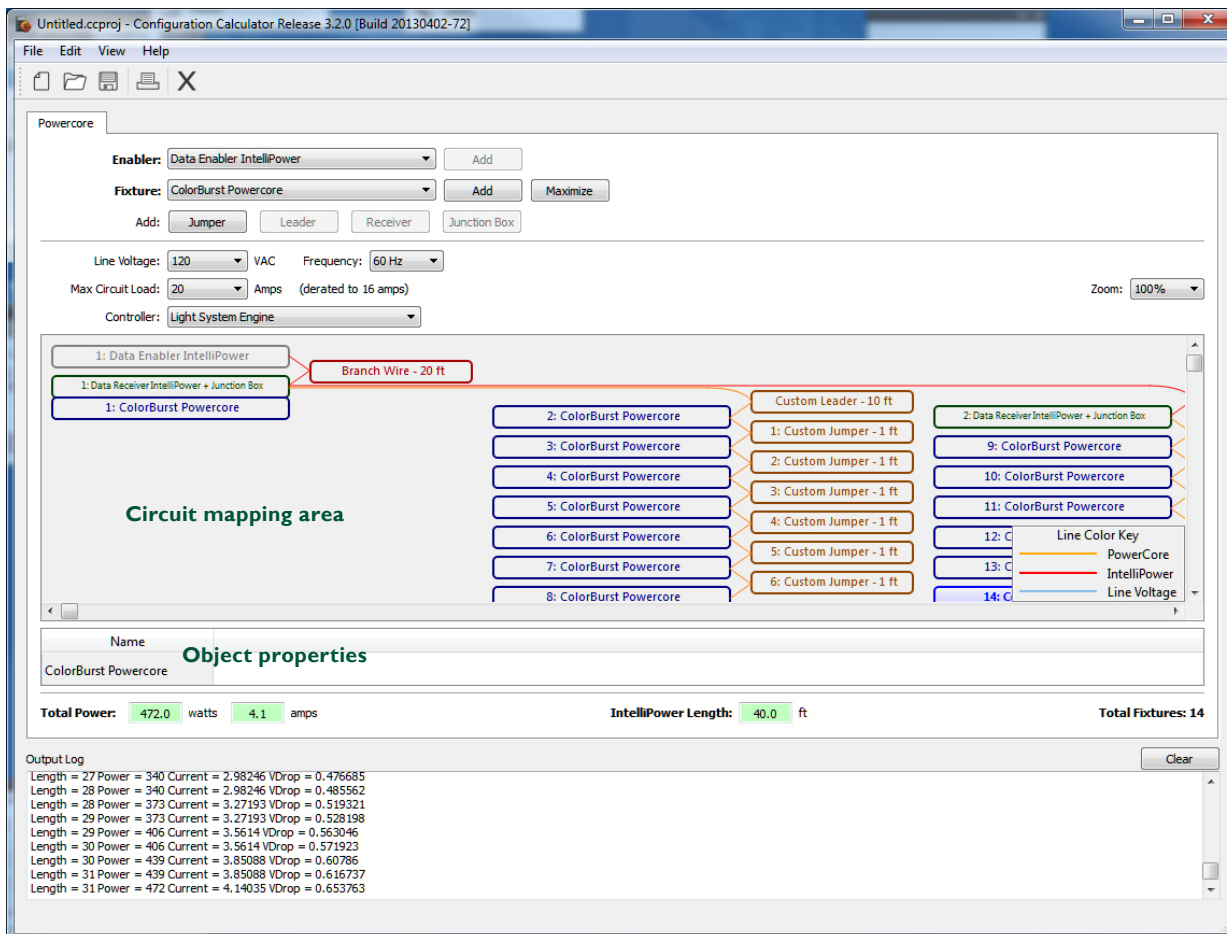 Untitled.ccproj - Configuration Calculator Release 3.2.0 [Build 20130402-72]
File Edit View Help
Powercore
Enabler: Data Enabler IntelliPower Add
Fixture: ColorBurst Powercore Add Maximize
Add: Jumper Leader Receiver Junction Box
Line Voltage: 120 VAC Frequency: 60 Hz
Max Circuit Load: 20 Amps (derated to 16 amps) Zoom: 100%
Controller: Light System Engine
1: Data Enabler IntelliPower
Branch Wire - 20 ft
1: Data Receiver IntelliPower + Junction Box
1: ColorBurst Powercore
Custom Leader - 10 ft
2: ColorBurst Powercore
2: Data Receiver IntelliPower + Junction Box
1: Custom Jumper - 1 ft
3: ColorBurst Powercore
9: ColorBurst Powercore
2: Custom Jumper - 1 ft
4: ColorBurst Powercore
10: ColorBurst Powercore
3: Custom Jumper - 1 ft
5: ColorBurst Powercore
11: ColorBurst Powercore
Circuit mapping area
4: Custom Jumper - 1 ft
6: ColorBurst Powercore
12: C
Line Color Key
5: Custom Jumper - 1 ft
PowerCore
7: ColorBurst Powercore
13: C
IntelliPower
6: Custom Jumper - 1 ft
8: ColorBurst Powercore
14: C
Line Voltage
Name
Object properties
ColorBurst Powercore
Total Power: 472.0 watts 4.1 amps IntelliPower Length: 40.0 ft Total Fixtures: 14
Output Log Clear
Length = 27 Power = 340 Current = 2.98246 VDrop = 0.476685
Length = 28 Power = 340 Current = 2.98246 VDrop = 0.485562
Length = 28 Power = 373 Current = 3.27193 VDrop = 0.519321
Length = 29 Power = 373 Current = 3.27193 VDrop = 0.528198
Length = 29 Power = 406 Current = 3.5614 VDrop = 0.563046
Length = 30 Power = 406 Current = 3.5614 VDrop = 0.571923
Length = 30 Power = 439 Current = 3.85088 VDrop = 0.60786
Length = 31 Power = 439 Current = 3.85088 VDrop = 0.616737
Length = 31 Power = 472 Current = 4.14035 VDrop = 0.653763